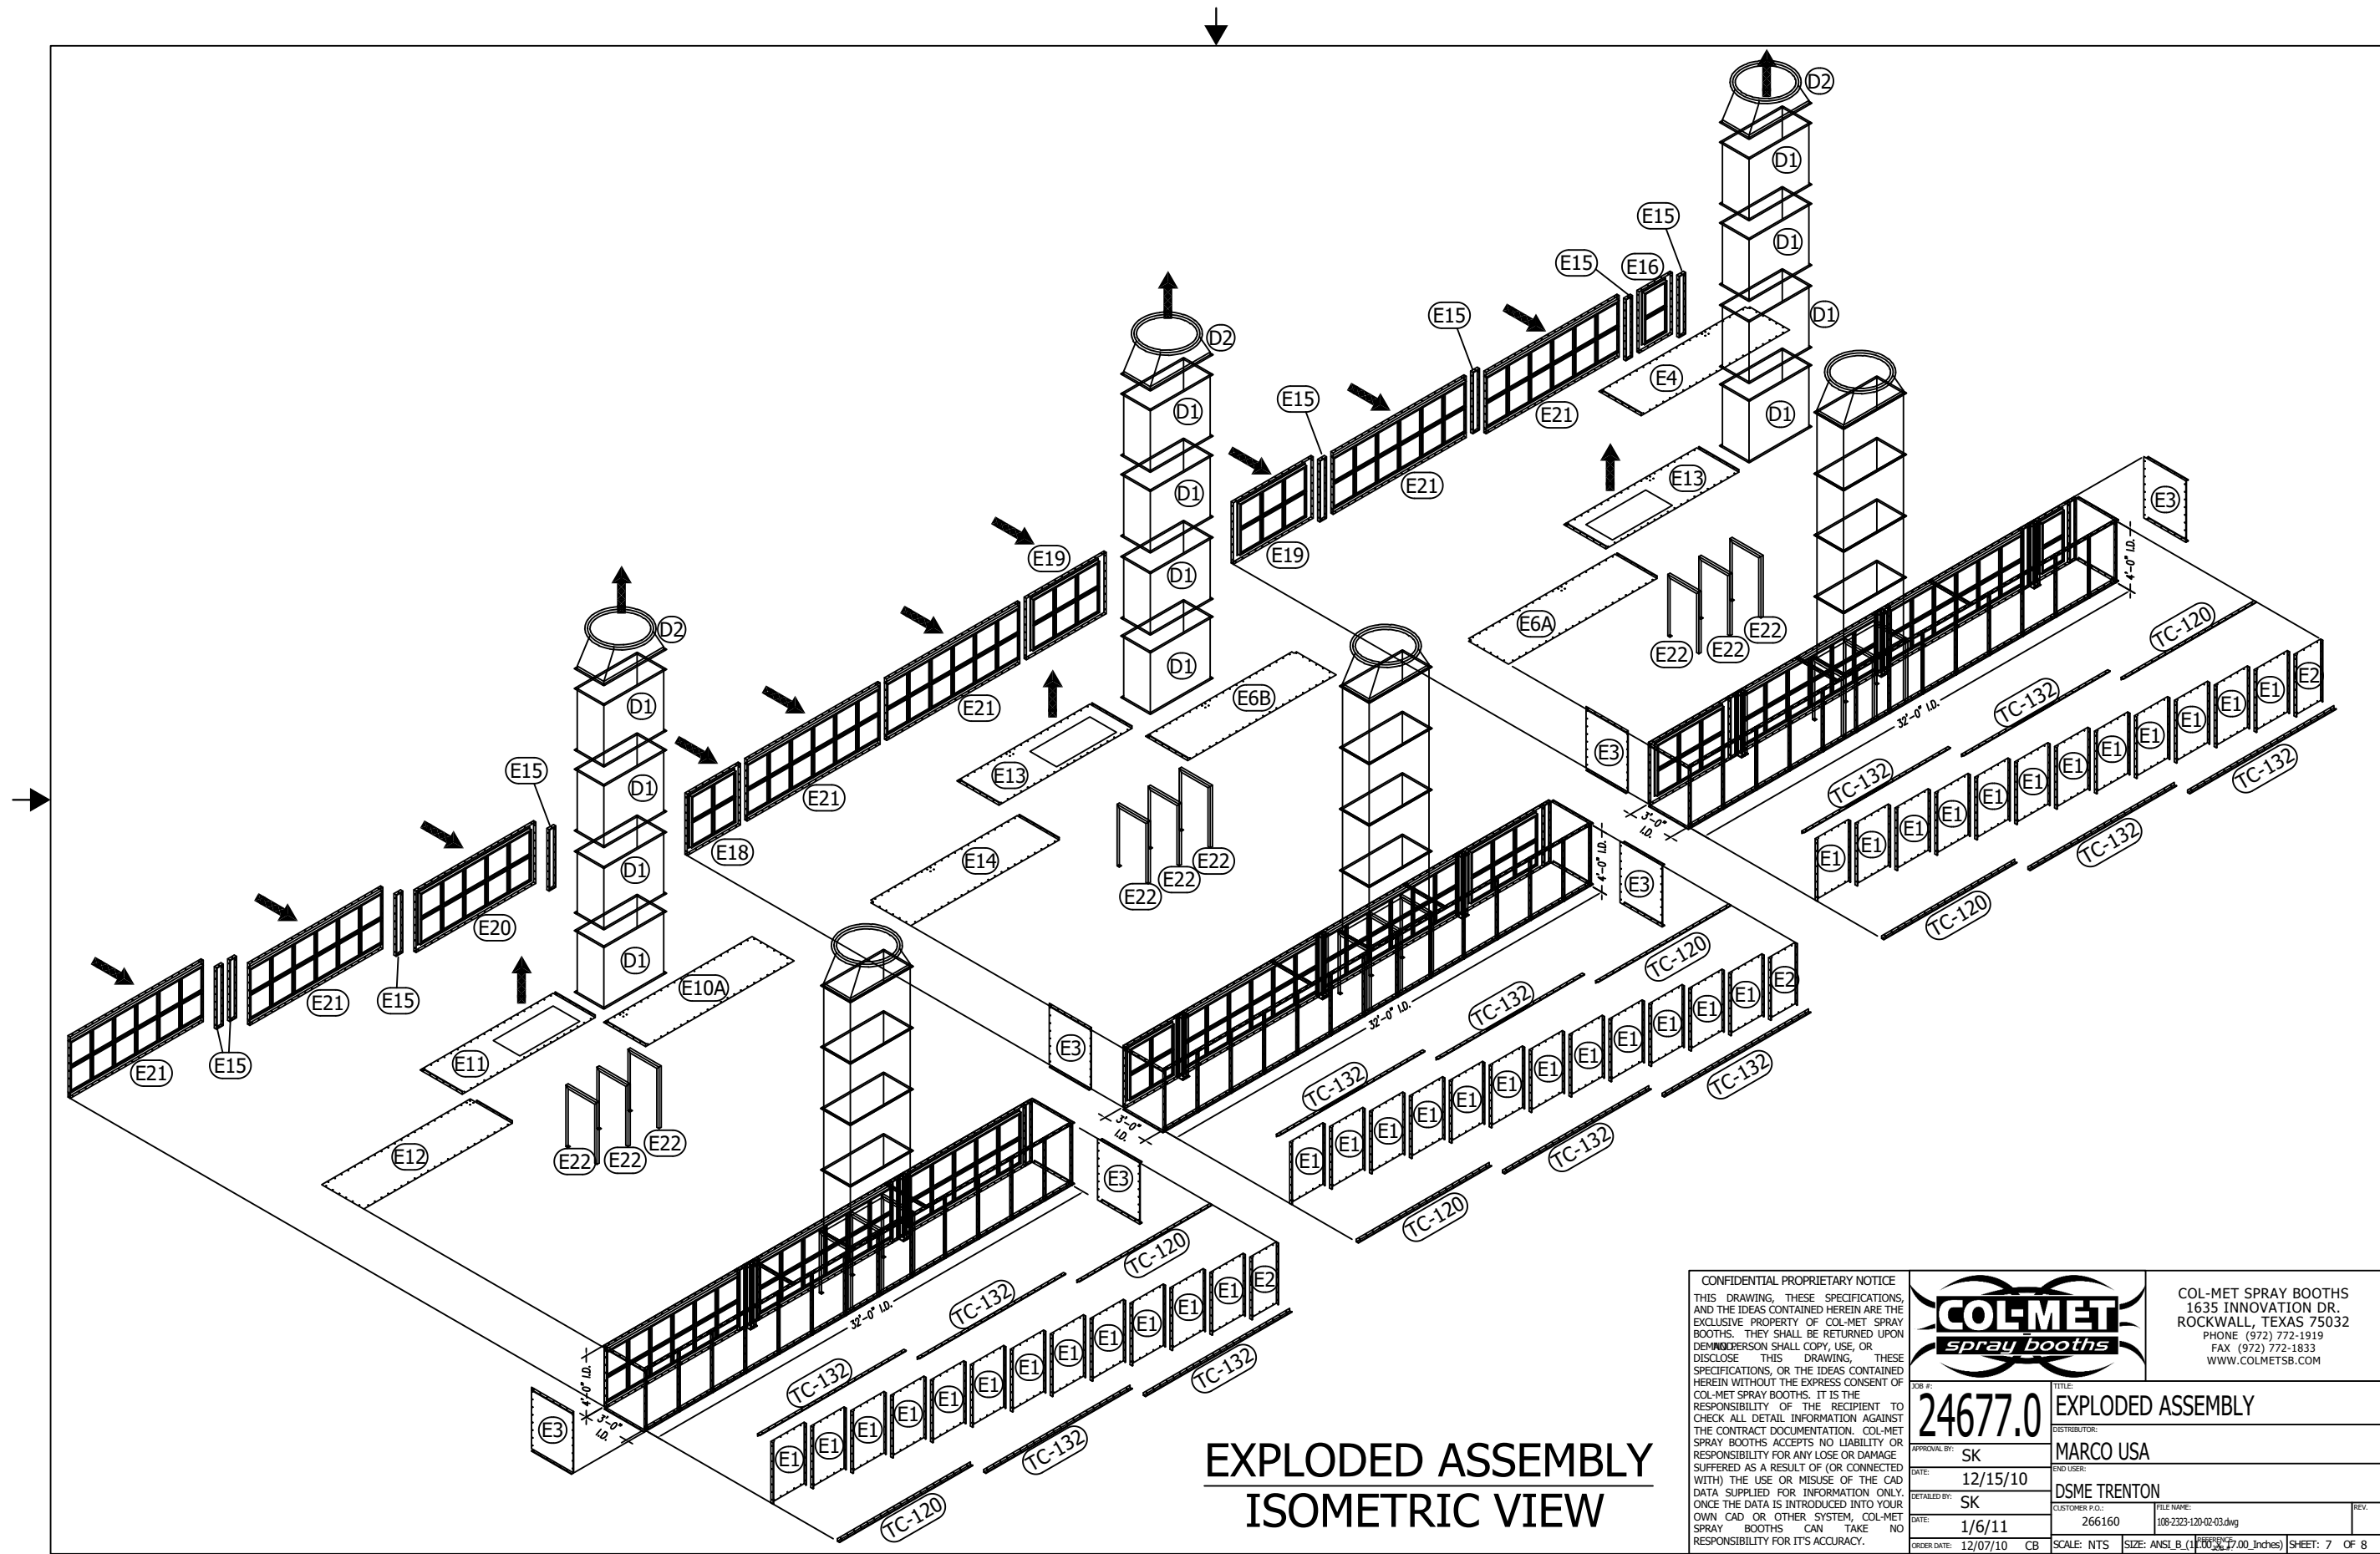 D2
D1
D1
D1
D1
E15
E15
E16
E15
E15
E4
E21
E21
E19
E13
E6A
E22
E22
E22
E3
E3
4'-0" I.D.
32'-0" I.D.
3'-0"
I.D.
TC-120
TC-132
TC-132
E1
E1
E1
E1
E1
E1
E1
E1
E1
E1
E1
E1
E2
TC-132
TC-132
TC-120
D2
D1
D1
D1
D1
E19
E21
E21
E18
E6B
E13
E14
E22
E22
E22
E3
E3
4'-0" I.D.
32'-0" I.D.
3'-0"
I.D.
TC-120
TC-132
TC-132
E1
E1
E1
E1
E1
E1
E1
E1
E1
E1
E1
E1
E2
TC-132
TC-132
TC-120
D2
D1
D1
D1
D1
E15
E20
E15
E21
E15
E21
E10A
E11
E12
E22
E22
E22
E3
E3
4'-0" I.D.
32'-0" I.D.
3'-0"
I.D.
TC-120
TC-132
TC-132
E1
E1
E1
E1
E1
E1
E1
E1
E1
E1
E1
E1
E2
TC-132
TC-132
TC-120
EXPLODED ASSEMBLY
ISOMETRIC VIEW
CONFIDENTIAL PROPRIETARY NOTICE
THIS DRAWING, THESE SPECIFICATIONS,
AND THE IDEAS CONTAINED HEREIN ARE THE
EXCLUSIVE PROPERTY OF COL-MET SPRAY
BOOTHS. THEY SHALL BE RETURNED UPON
PERSON SHALL COPY, USE, OR
DISCLOSE THIS DRAWING, THESE
SPECIFICATIONS, OR THE IDEAS CONTAINED
HEREIN WITHOUT THE EXPRESS CONSENT OF
COL-MET SPRAY BOOTHS. IT IS THE
RESPONSIBILITY OF THE RECIPIENT TO
CHECK ALL DETAIL INFORMATION AGAINST
THE CONTRACT DOCUMENTATION. COL-MET
SPRAY BOOTHS ACCEPTS NO LIABILITY OR
RESPONSIBILITY FOR ANY LOSE OR DAMAGE
SUFFERED AS A RESULT OF (OR CONNECTED
WITH) THE USE OR MISUSE OF THE CAD
DATA SUPPLIED FOR INFORMATION ONLY.
ONCE THE DATA IS INTRODUCED INTO YOUR
OWN CAD OR OTHER SYSTEM, COL-MET
SPRAY BOOTHS CAN TAKE NO
RESPONSIBILITY FOR IT'S ACCURACY.
COL-MET
spray booths
COL-MET SPRAY BOOTHS
1635 INNOVATION DR.
ROCKWALL, TEXAS 75032
PHONE (972) 772-1919
FAX (972) 772-1833
WWW.COLMETSB.COM
JOB #:
24677.0
TITLE:
EXPLODED ASSEMBLY
DISTRIBUTOR:
MARCO USA
APPROVAL BY:
SK
DATE:
12/15/10
END USER:
DSME TRENTON
DETAILED BY:
SK
DATE:
1/6/11
CUSTOMER P.O.:
266160
FILE NAME:
108-2323-120-02-03.dwg
REV.
ORDER DATE: 12/07/10 CB
SCALE: NTS
SIZE: ANSI_B_(11.00_x_17.00_Inches)
SHEET: 7 OF 8